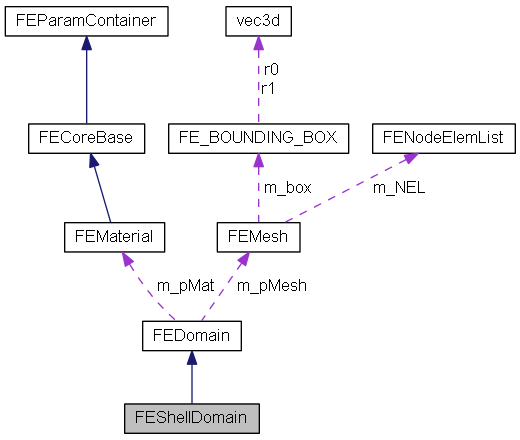 FEParamContainer
vec3d
r0
r1
FECoreBase
FE_BOUNDING_BOX
FENodeElemList
m_box
m_NEL
FEMaterial
FEMesh
m_pMat
m_pMesh
FEDomain
FEShellDomain